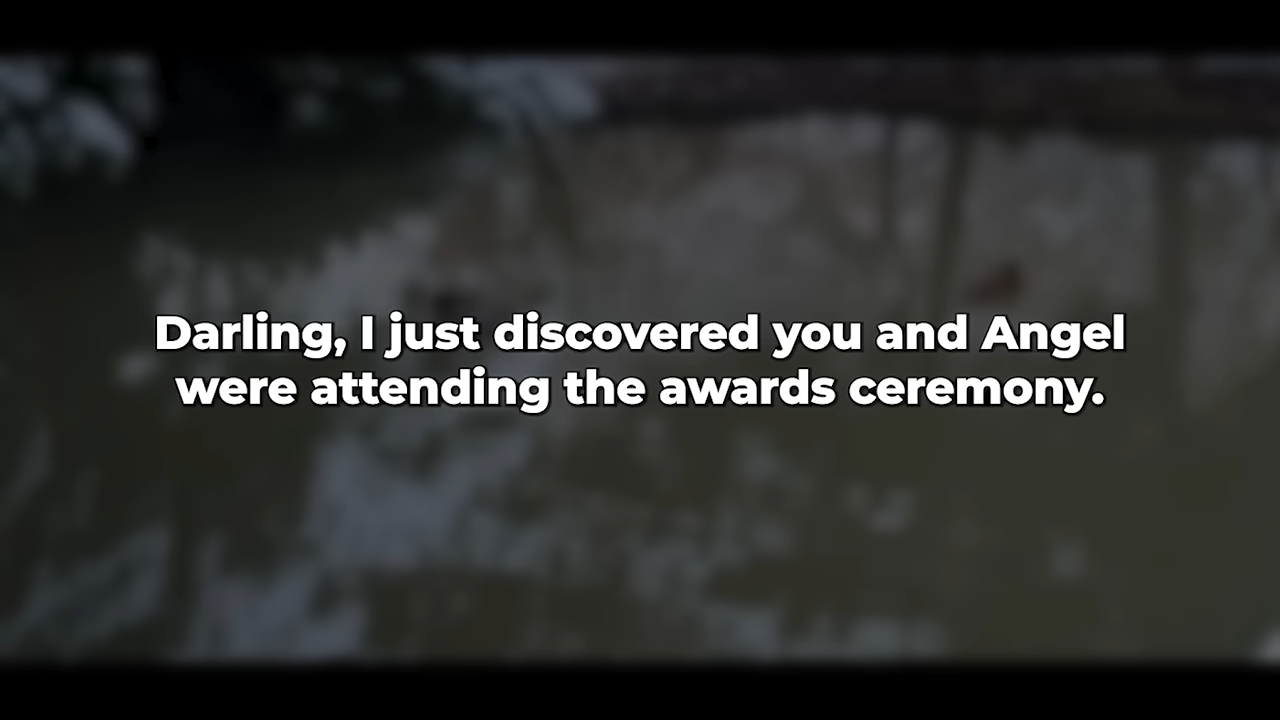 Darling, I just discovered you and Angel
were attending the awards ceremony.